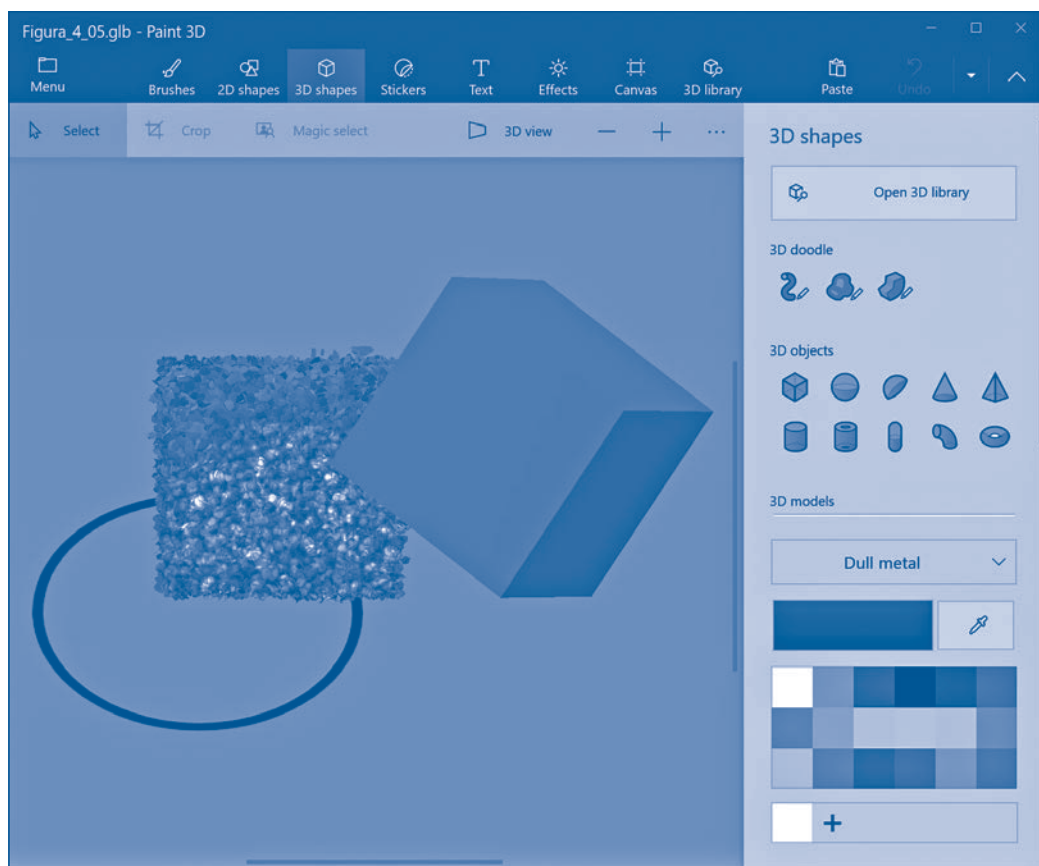 Figura_4_05.glb - Paint 3D
Menu
Brushes
2D shapes
3D shapes
Stickers
Text
Effects
Canvas
3D library
Paste
Undo
Select
Crop
Magic select
3D view
3D shapes
Open 3D library
3D doodle
3D objects
3D models
Dull metal